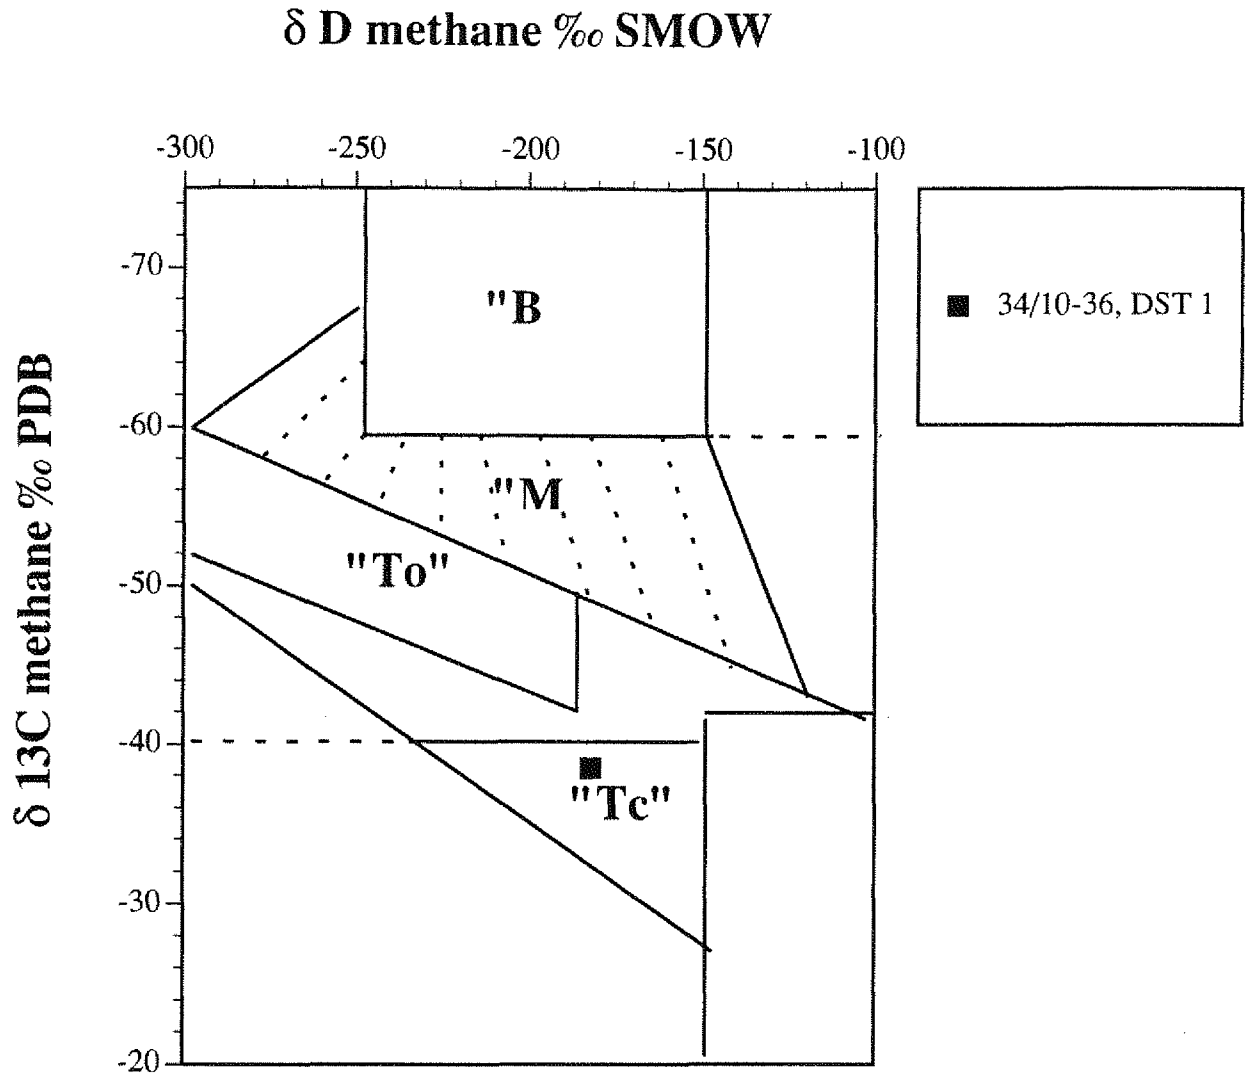 δ D methane ‰ SMOW
-300 -250 -200 -150 -100
-70
-60
-50
-40
-30
-20
δ 13C methane ‰ PDB
"B
"M
"To"
"Tc"
34/10-36, DST 1